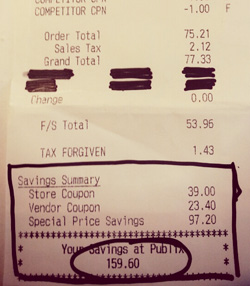 COMPETITOR CPN
COMPETITOR CPN -1.00 F
Order Total 75.21
Sales Tax 2.12
Grand Total 77.33
Change 0.00
F/S Total 53.96
TAX FORGIVEN 1.43
Savings Summary
Store Coupon 39.00
Vendor Coupon 23.40
Special Price Savings 97.20
****************************************
* Your Savings at Publix *
* 159.60 *
****************************************